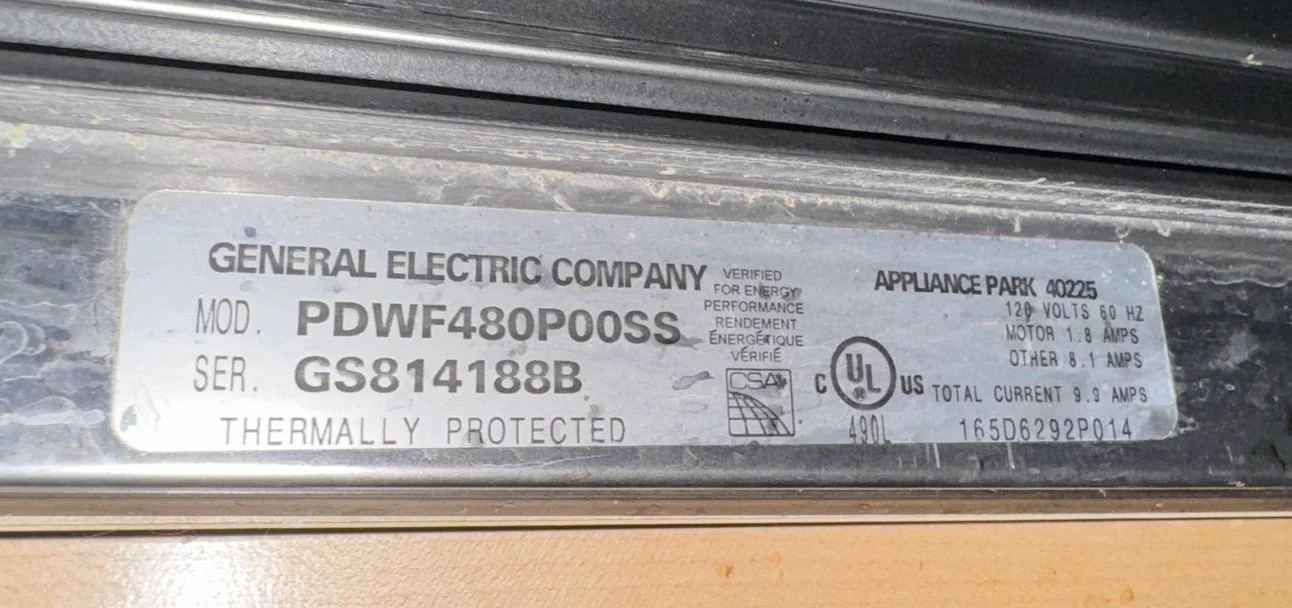 GENERAL ELECTRIC COMPANY
MOD. PDWF480P00SS
SER. GS814188B
THERMALLY PROTECTED
VERIFIED
FOR ENERGY
PERFORMANCE
RENDEMENT
ÉNERGÉTIQUE
VÉRIFIÉ
CSA
C UL US
®
490L
APPLIANCE PARK 40225
120 VOLTS 60 HZ
MOTOR 1.8 AMPS
OTHER 8.1 AMPS
TOTAL CURRENT 9.9 AMPS
165D6292P014